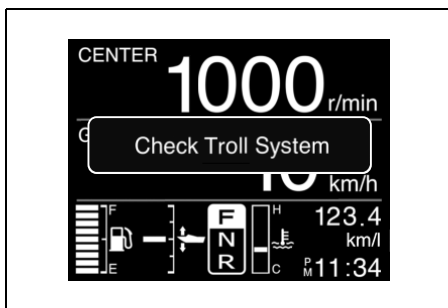 CENTER
1000 r/min
G
Check Troll System
km/h
F
E
F
N
R
H
C
123.4
km/l
PM 11:34